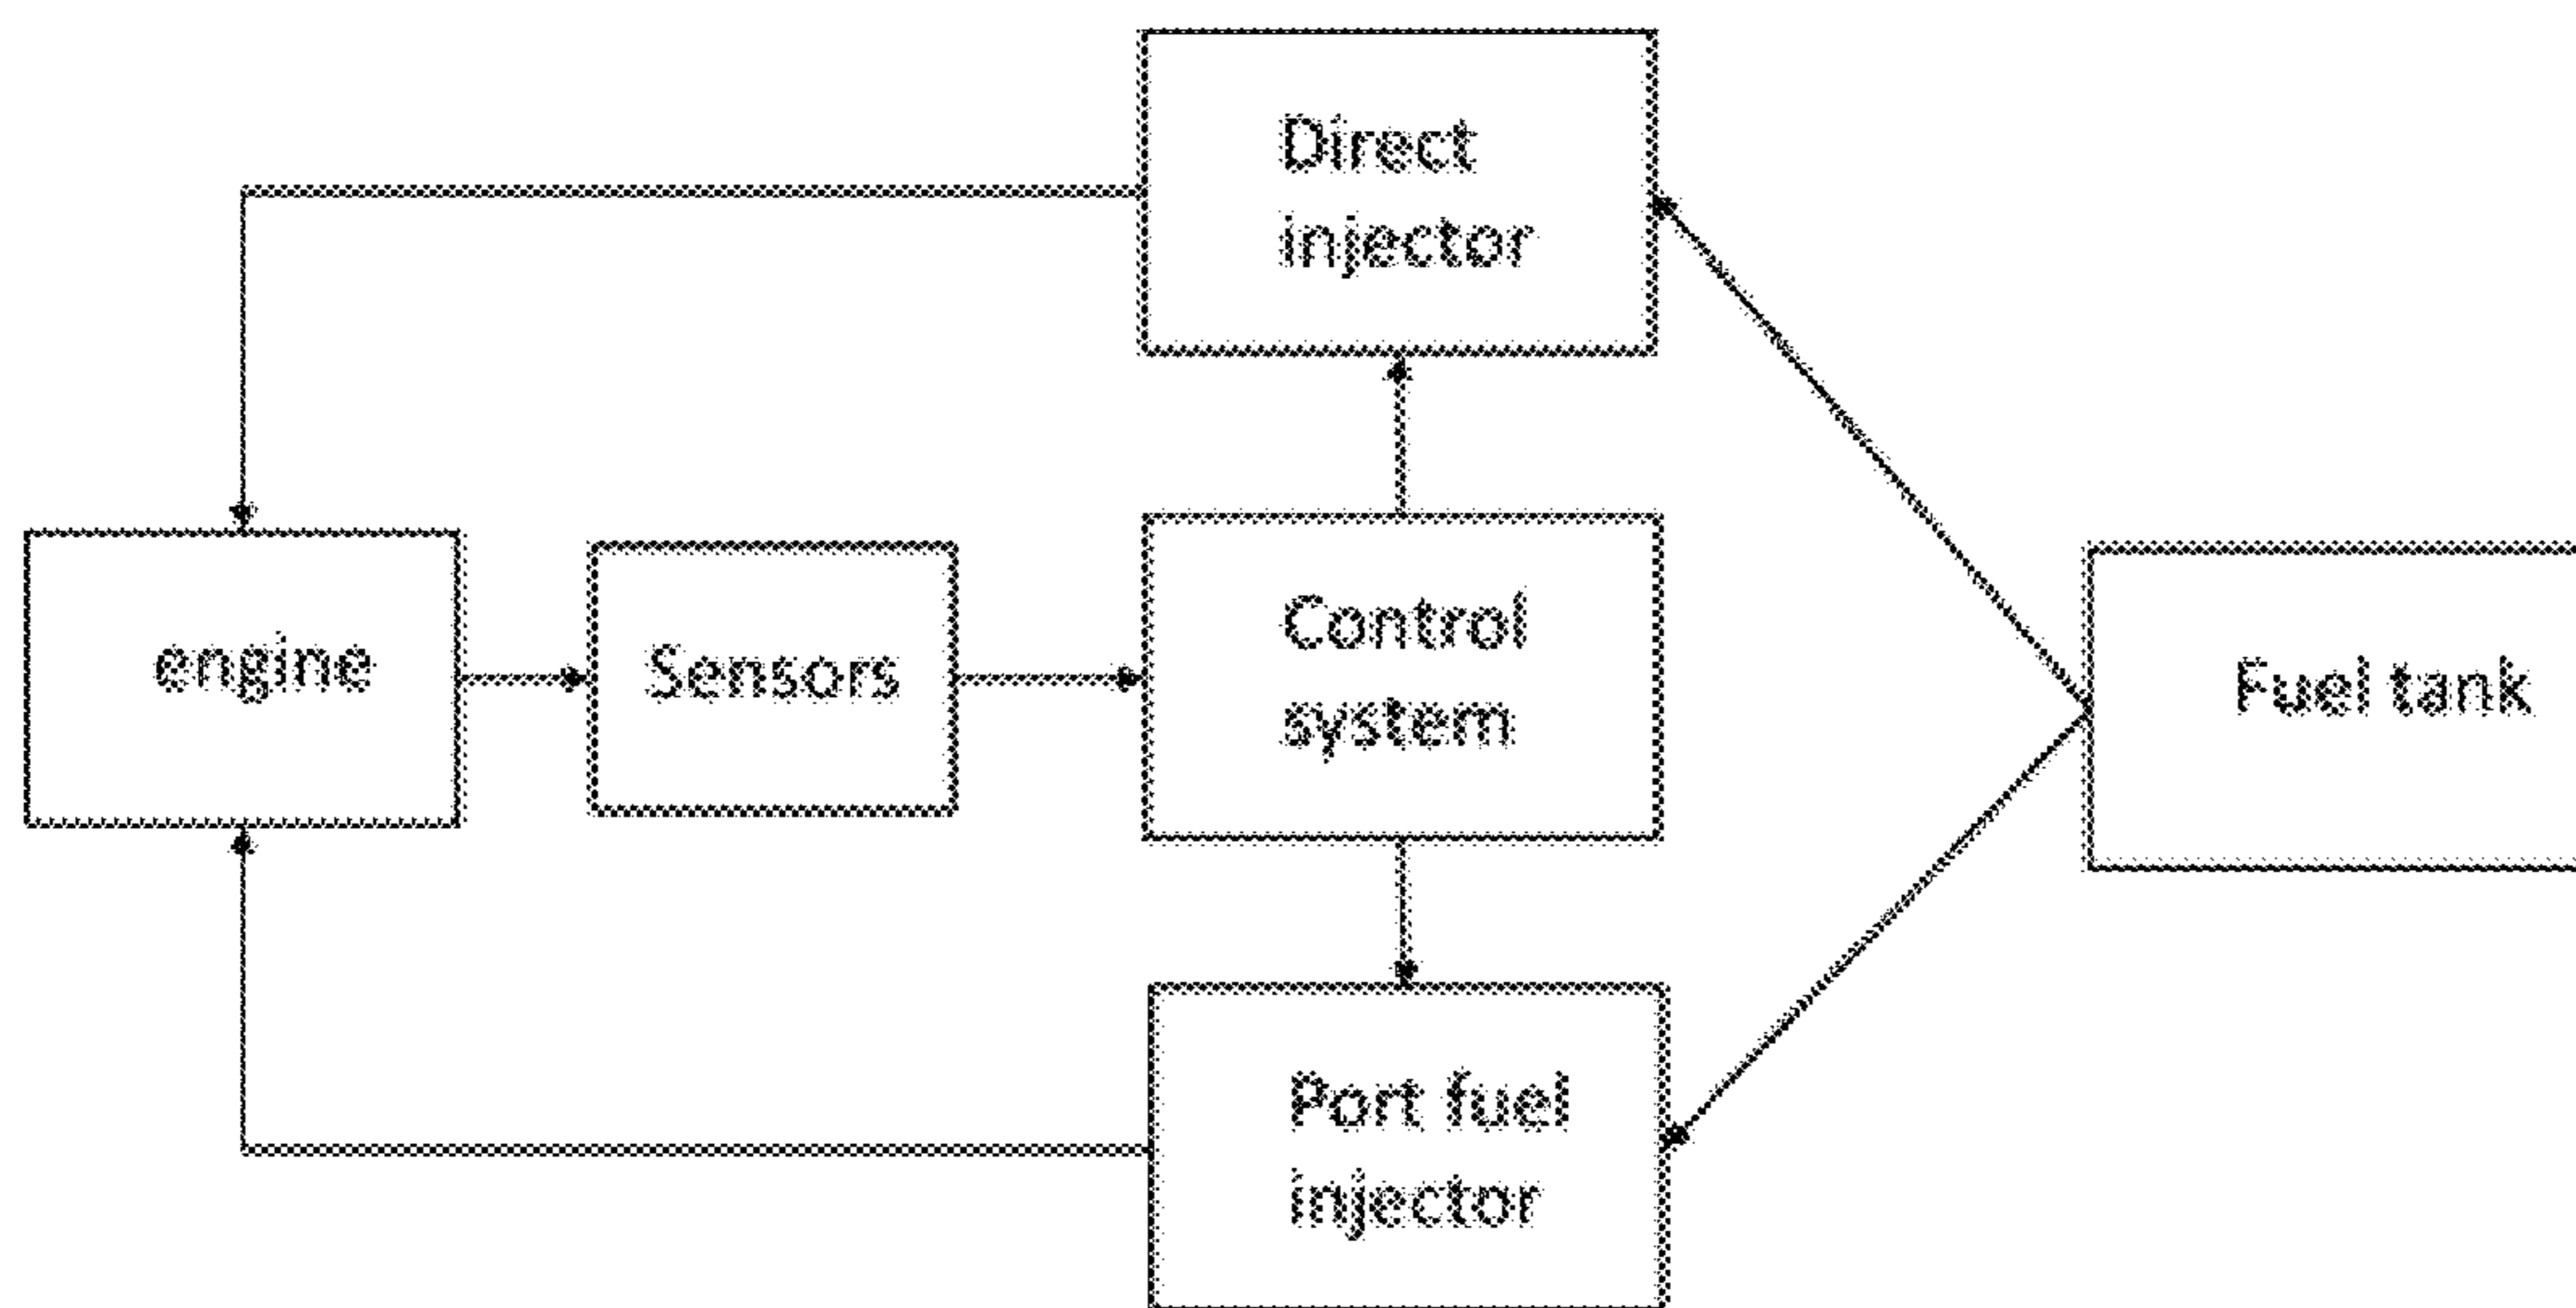 Direct
injector
engine
Sensors
Control
system
Fuel tank
Port fuel
injector